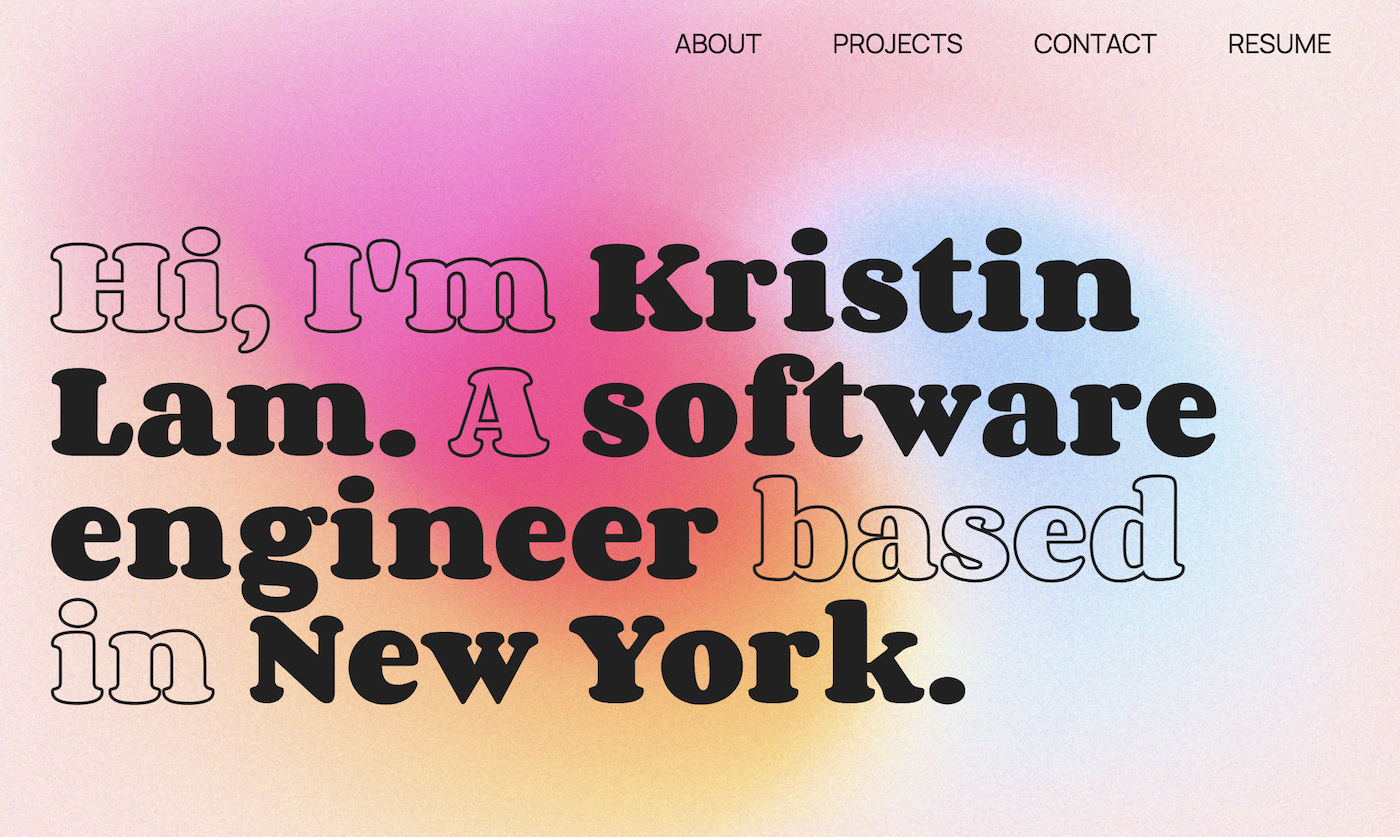 ABOUT PROJECTS CONTACT RESUME
Hi, I'm Kristin
Lam. A software
engineer based
in New York.